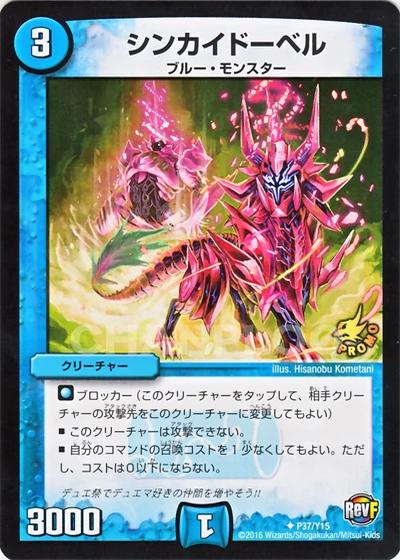 3
シンカイドーベル
ブルー・モンスター
PROMO
illus. Hisanobu Kometani
クリーチャー
ブロッカー (このクリーチャーをタップして、相手クリ
ーチャーの攻撃先をこのクリーチャーに変更してもよい)
■ このクリーチャーは攻撃できない。
■ 自分のコマンドの召喚コストを1少なくしてもよい。ただ
し、コストは0以下にならない。
デュエ祭でデュエマ好きの仲間を増やそう!!
RevF
3000
1
P37/Y15
©2016 Wizards/Shogakukan/Mitsui-Kids